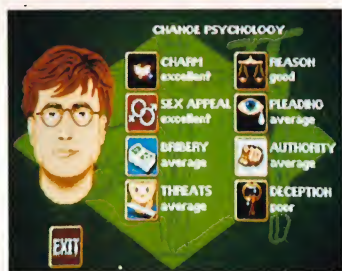 CHANGE PSYCHOLOGY
CHARM
excellent
REASON
good
SEX APPEAL
excellent
PLEADING
average
BRIBERY
average
AUTHORITY
average
THREATS
average
DECEPTION
poor
EXIT